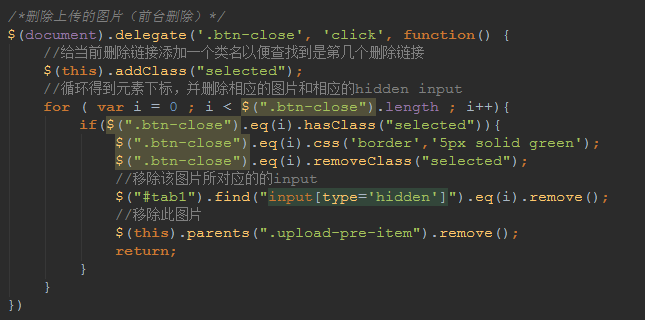 /*删除上传的图片（前台删除）*/
$(document).delegate('.btn-close', 'click', function() {
//给当前删除链接添加一个类名以便查找到是第几个删除链接
$(this).addClass("selected");
//循环得到元素下标，并删除相应的图片和相应的hidden input
for ( var i = 0 ; i < $(".btn-close").length ; i++){
if($(".btn-close").eq(i).hasClass("selected")){
$(".btn-close").eq(i).css('border','5px solid green');
$(".btn-close").eq(i).removeClass("selected");
//移除该图片所对应的的input
$("#tab1").find("input[type='hidden']").eq(i).remove();
//移除此图片
$(this).parents(".upload-pre-item").remove();
return;
}
}
})